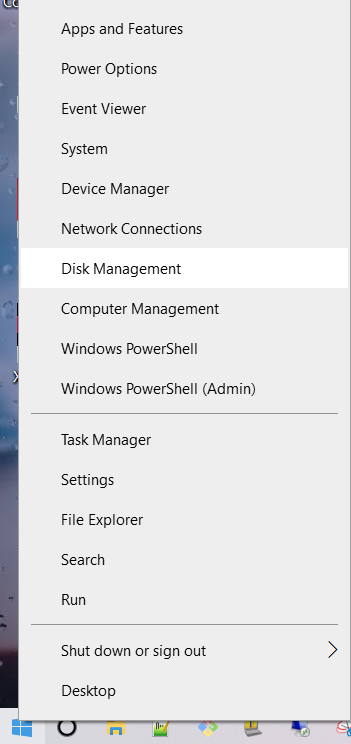 Apps and Features
Power Options
Event Viewer
System
Device Manager
Network Connections
Disk Management
Computer Management
Windows PowerShell
Windows PowerShell (Admin)
Task Manager
Settings
File Explorer
Search
Run
Shut down or sign out
Desktop